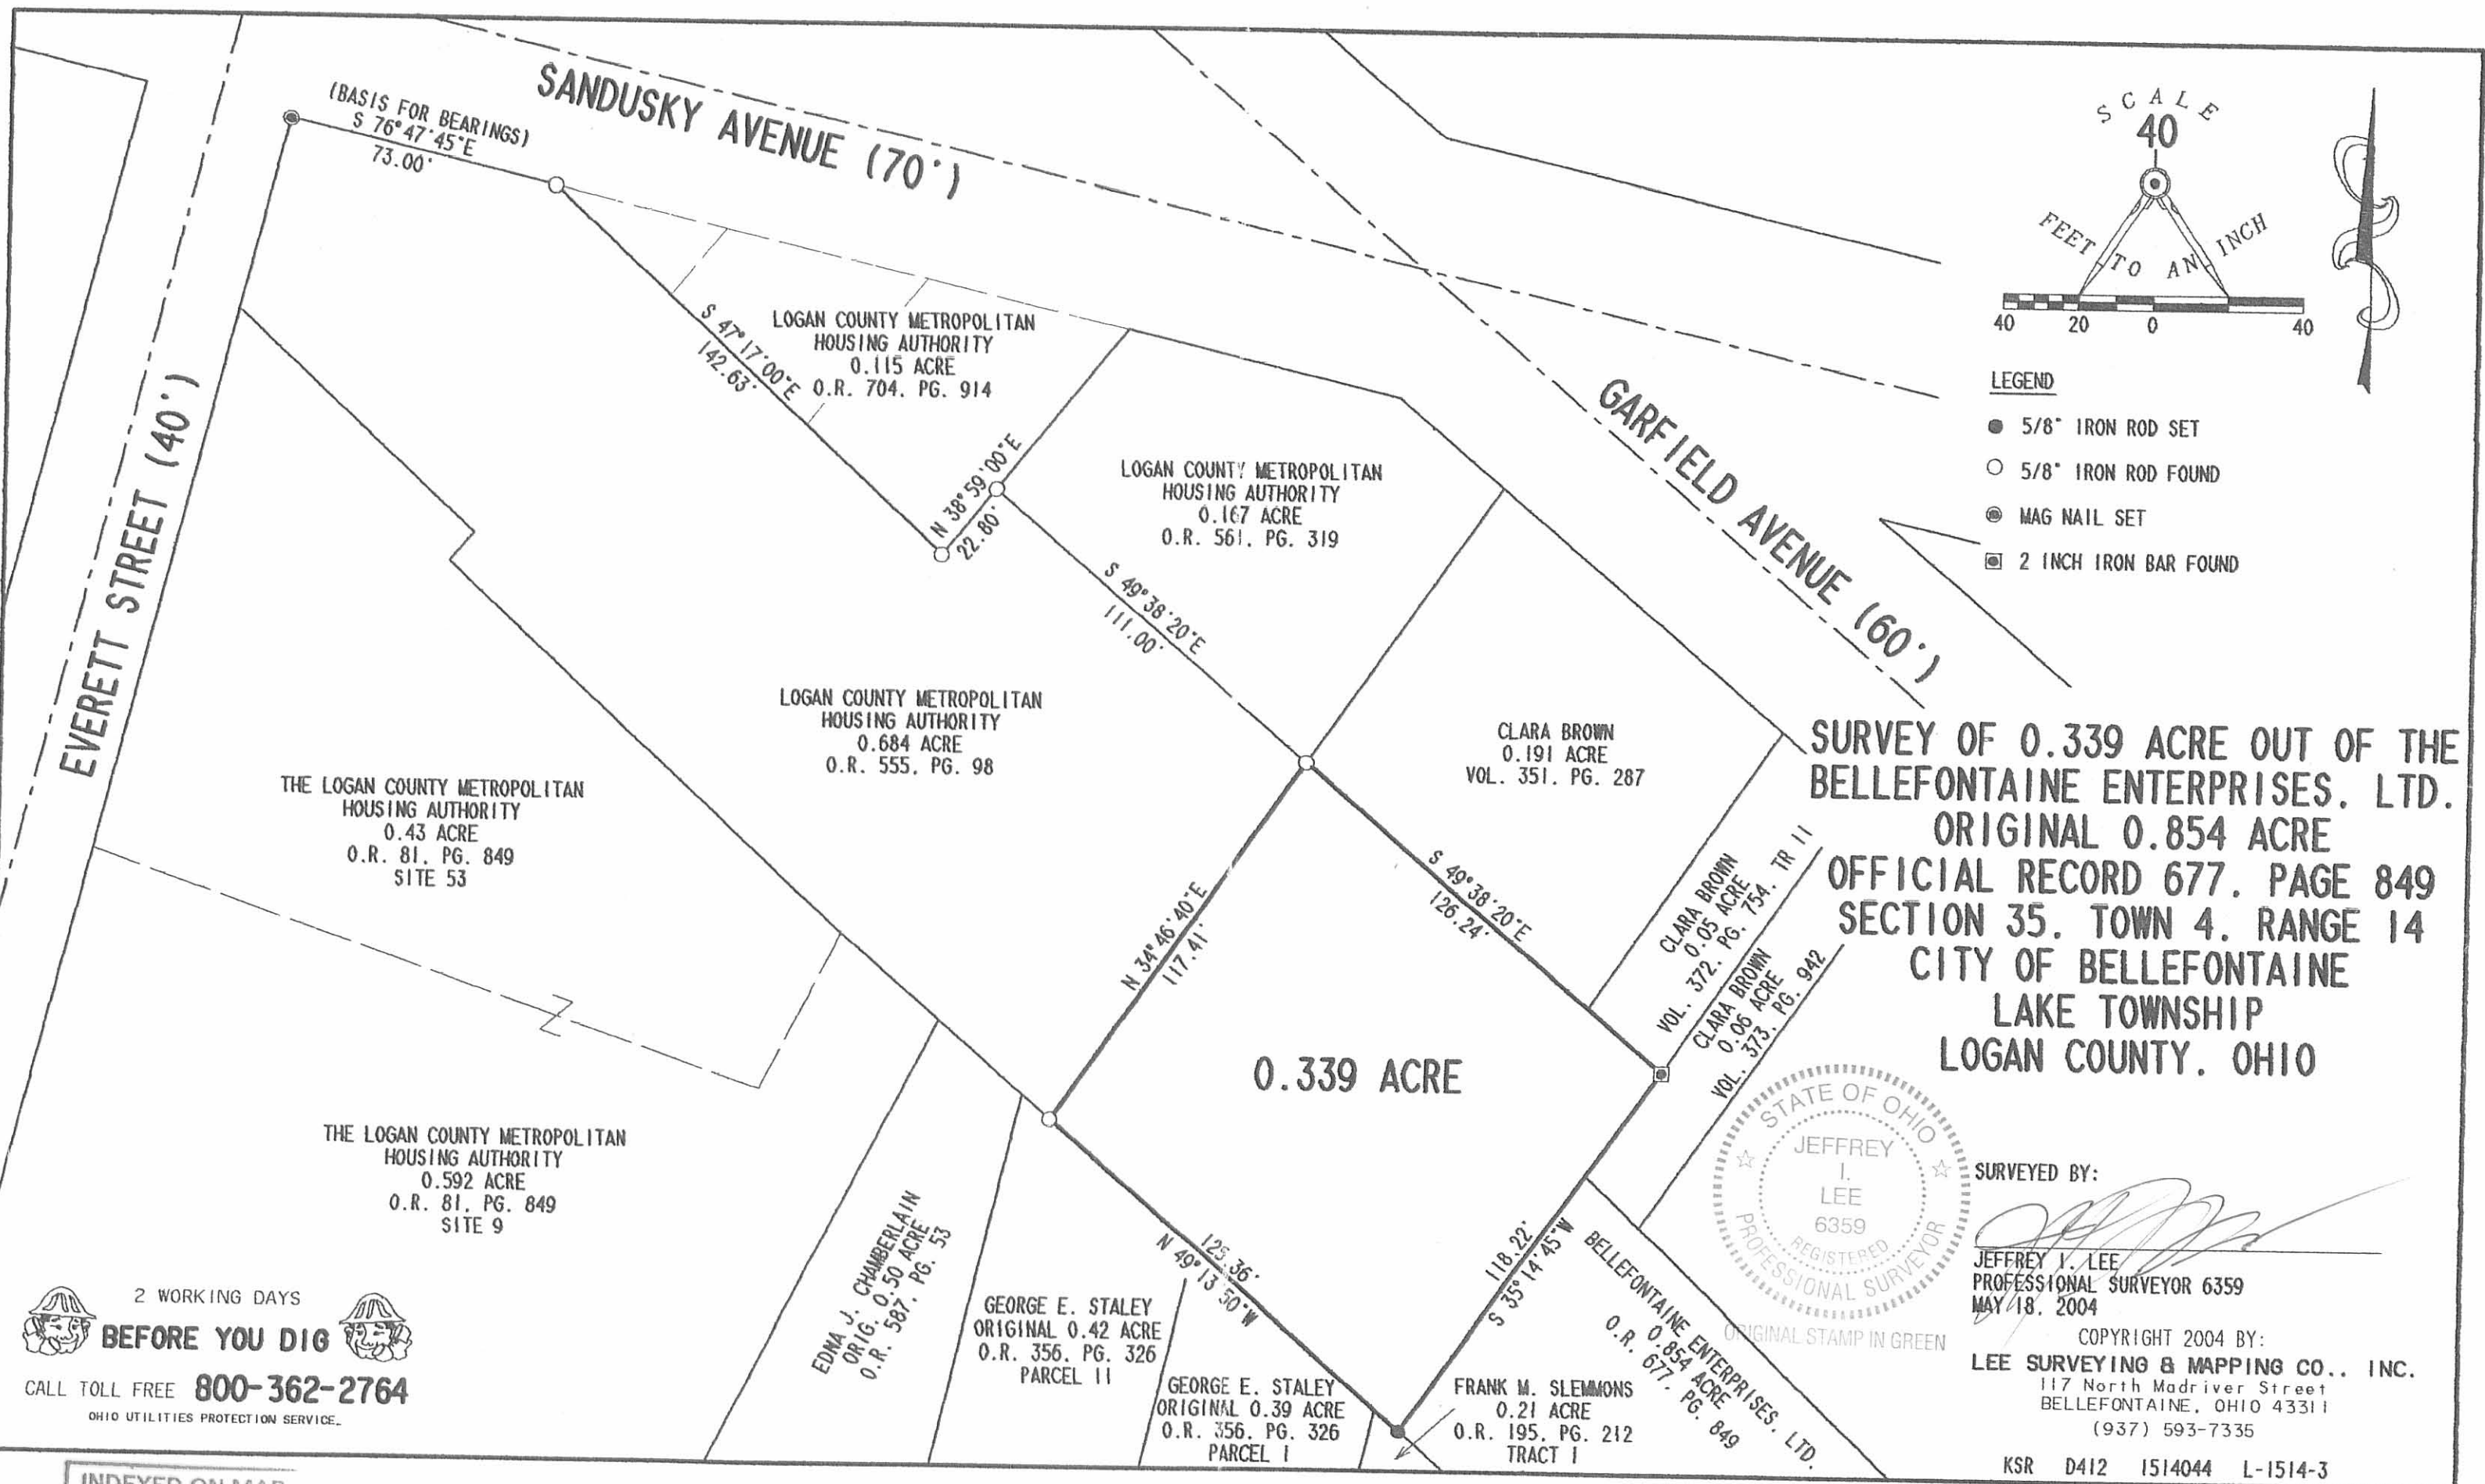 (BASIS FOR BEARINGS)
S 76°47'45"E
73.00'
SANDUSKY AVENUE (70')
SCALE
40
FEET TO AN INCH
40 20 0 40
LEGEND
5/8" IRON ROD SET
5/8" IRON ROD FOUND
MAG NAIL SET
2 INCH IRON BAR FOUND
EVERETT STREET (40')
GARFIELD AVENUE (60')
S 47°17'00"E
142.63'
LOGAN COUNTY METROPOLITAN
HOUSING AUTHORITY
0.115 ACRE
O.R. 704. PG. 914
N 38°59'00"E
22.80'
LOGAN COUNTY METROPOLITAN
HOUSING AUTHORITY
0.167 ACRE
O.R. 561. PG. 319
S 49°38'20"E
111.00'
LOGAN COUNTY METROPOLITAN
HOUSING AUTHORITY
0.684 ACRE
O.R. 555. PG. 98
CLARA BROWN
0.191 ACRE
VOL. 351. PG. 287
THE LOGAN COUNTY METROPOLITAN
HOUSING AUTHORITY
0.43 ACRE
O.R. 81. PG. 849
SITE 53
N 34°46'40"E
117.41'
S 49°38'20"E
126.24'
CLARA BROWN
0.05 ACRE
VOL. 372. PG. 754. TR II
CLARA BROWN
0.06 ACRE
VOL. 373. PG. 942
SURVEY OF 0.339 ACRE OUT OF THE
BELLEFONTAINE ENTERPRISES. LTD.
ORIGINAL 0.854 ACRE
OFFICIAL RECORD 677. PAGE 849
SECTION 35. TOWN 4. RANGE 14
CITY OF BELLEFONTAINE
LAKE TOWNSHIP
LOGAN COUNTY. OHIO
0.339 ACRE
THE LOGAN COUNTY METROPOLITAN
HOUSING AUTHORITY
0.592 ACRE
O.R. 81. PG. 849
SITE 9
EDNA J. CHAMBERLAIN
ORIG. 0.50 ACRE
O.R. 587. PG. 53
GEORGE E. STALEY
ORIGINAL 0.42 ACRE
O.R. 356. PG. 326
PARCEL II
125.36'
N 49°13'50"W
GEORGE E. STALEY
ORIGINAL 0.39 ACRE
O.R. 356. PG. 326
PARCEL I
118.22'
S 35°14'45"W
FRANK M. SLEMMONS
0.21 ACRE
O.R. 195. PG. 212
TRACT I
BELLEFONTAINE ENTERPRISES. LTD.
0.854 ACRE
O.R. 677. PG. 849
STATE OF OHIO
JEFFREY
I.
LEE
6359
REGISTERED
PROFESSIONAL SURVEYOR
ORIGINAL STAMP IN GREEN
SURVEYED BY:
JEFFREY I. LEE
PROFESSIONAL SURVEYOR 6359
MAY 18. 2004
COPYRIGHT 2004 BY:
LEE SURVEYING & MAPPING CO.. INC.
117 North Madriver Street
BELLEFONTAINE, OHIO 43311
(937) 593-7335
KSR D412 1514044 L-1514-3
2 WORKING DAYS
BEFORE YOU DIG
CALL TOLL FREE 800-362-2764
OHIO UTILITIES PROTECTION SERVICE.
INDEXED ON MAP